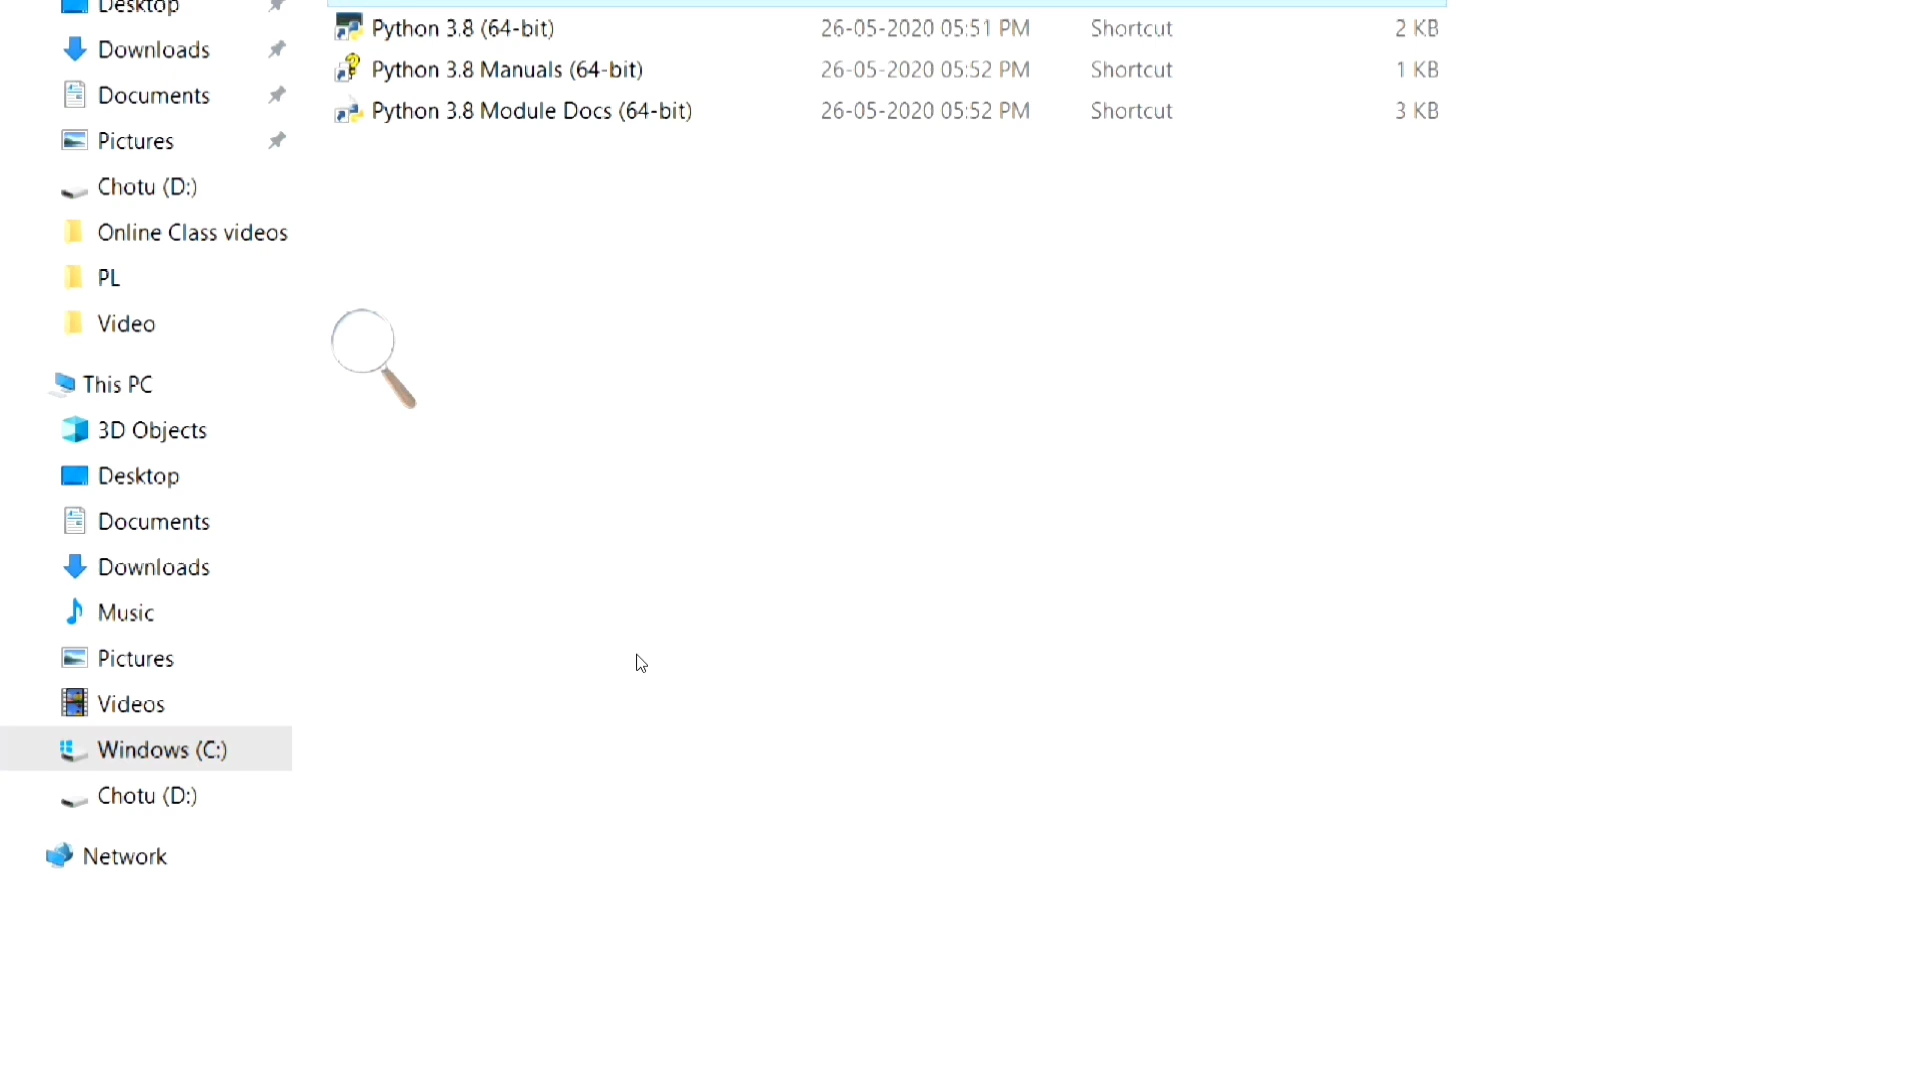 Desktop
Downloads
Documents
Pictures
Chotu (D:)
Online Class videos
PL
Video
This PC
3D Objects
Desktop
Documents
Downloads
Music
Pictures
Videos
Windows (C:)
Chotu (D:)
Network
Python 3.8 (64-bit) 26-05-2020 05:51 PM Shortcut 2 KB
Python 3.8 Manuals (64-bit) 26-05-2020 05:52 PM Shortcut 1 KB
Python 3.8 Module Docs (64-bit) 26-05-2020 05:52 PM Shortcut 3 KB